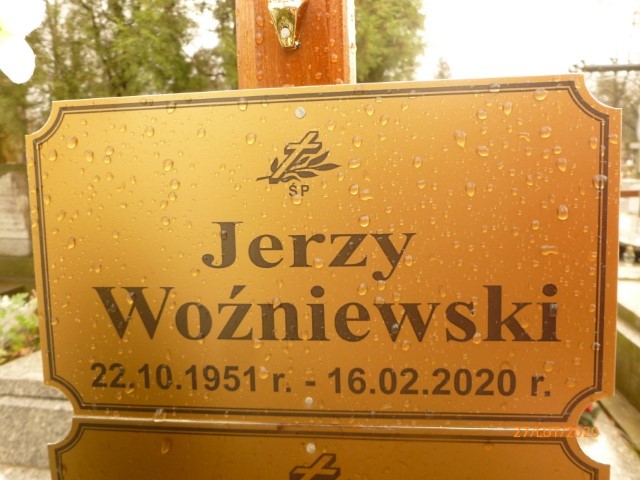 ŚP
Jerzy
Woźniewski
22.10.1951 r. - 16.02.2020 r.